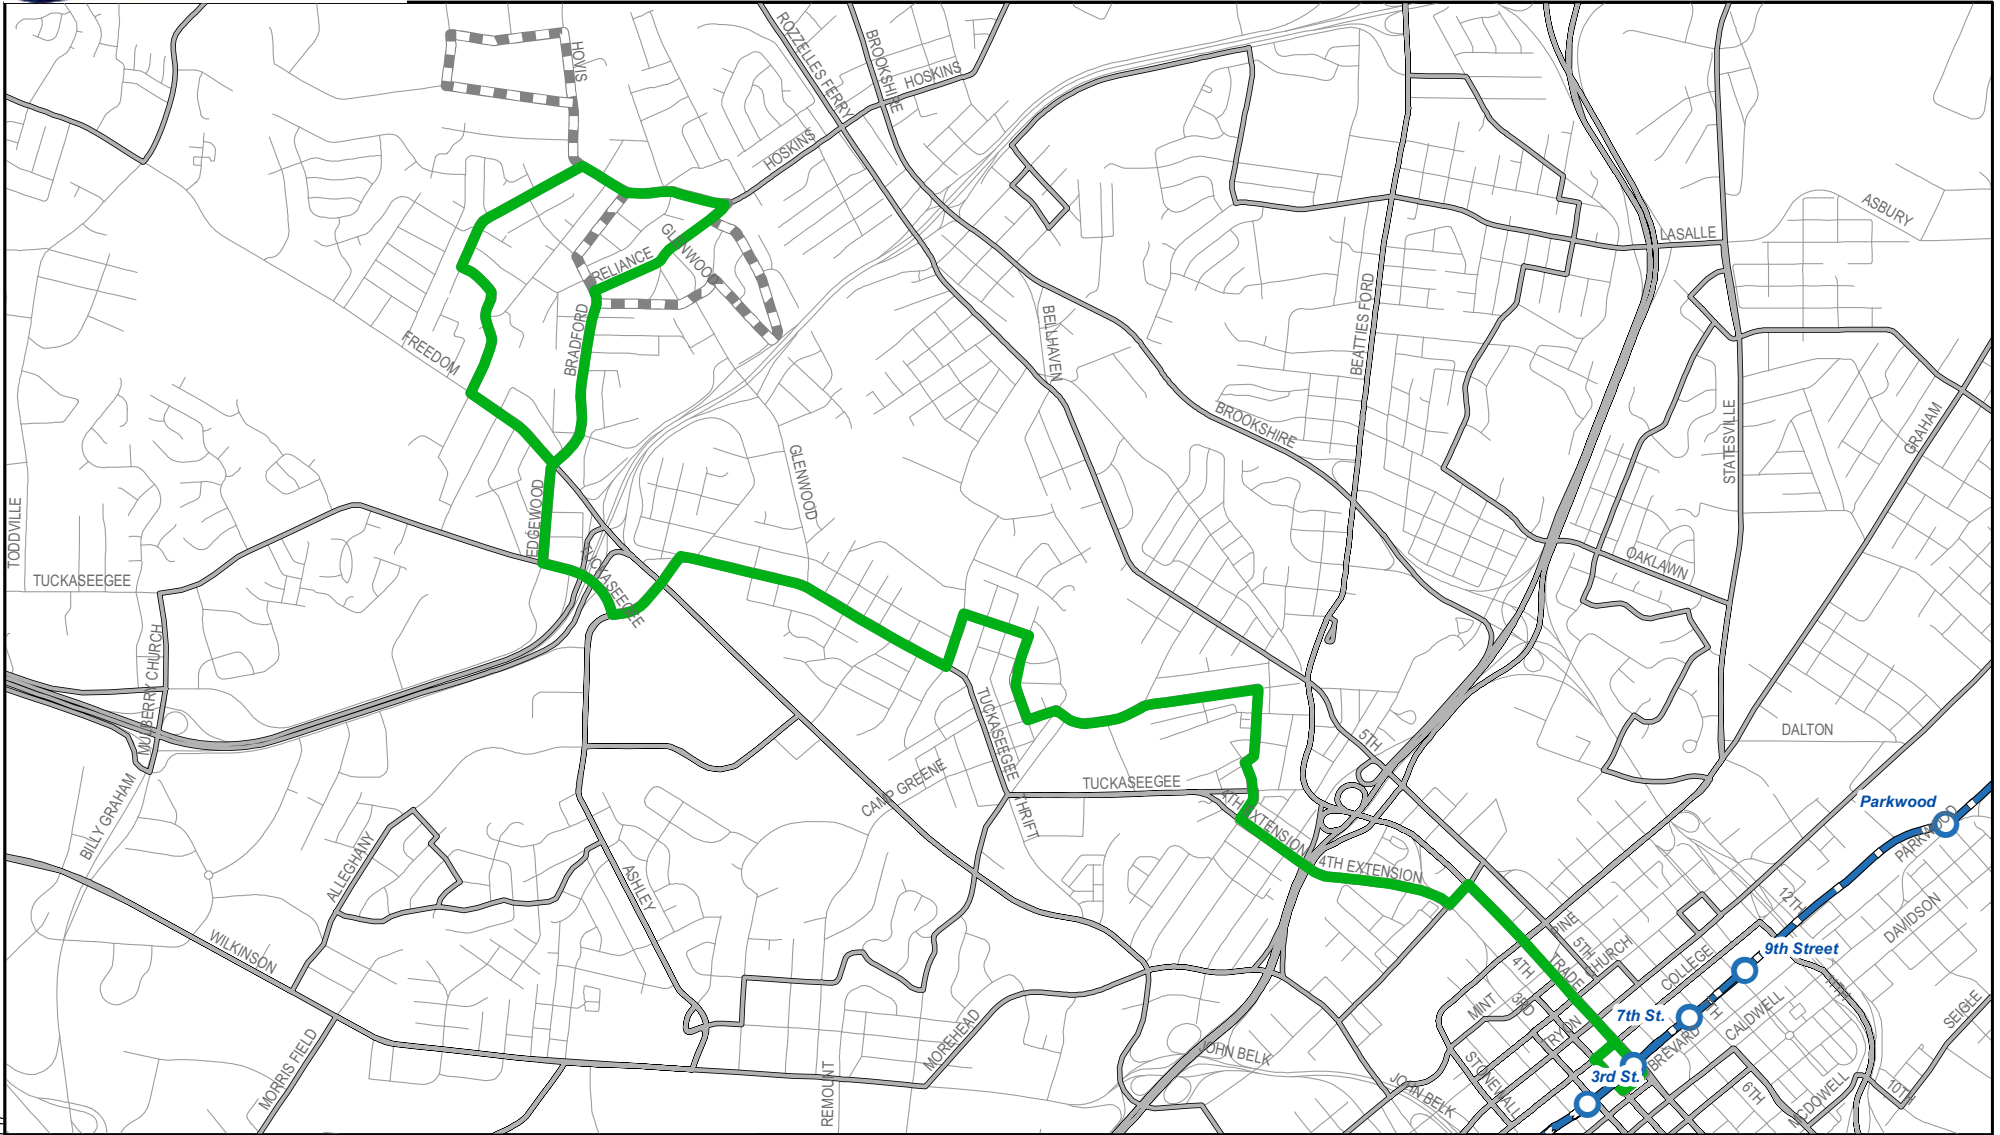 HOVIS
ROZZELLES FERRY
BROOKSHIRE
HOSKINS
HOSKINS
ASBURY
LASALLE
GLENWOOD
RELIANCE
BEATTIES FORD
BELLHAVEN
BRADFORD
FREEDOM
BROOKSHIRE
STATESVILLE
GRAHAM
GLENWOOD
EDGEWOOD
TODDVILLE
OAKLAWN
TUCKASEEGEE
TUCKASEEGEE
MULBERRY CHURCH
TUCKASEEGEE
5TH
DALTON
TUCKASEEGEE
CAMP GREENE
THRIFT
4TH EXTENSION
4TH EXTENSION
BILLY GRAHAM
ALLEGHANY
ASHLEY
Parkwood
PARKWOOD
12TH
DAVIDSON
PINE
5TH
CHURCH
TRADE
4TH
COLLEGE
9th Street
WILKINSON
11TH
MINT
3RD
7th St.
CALDWELL
SEIGLE
TRYON
BREVARD
MORRIS FIELD
REMOUNT
MOREHEAD
JOHN BELK
JOHN BELK
STONEWALL
3rd St.
6TH
MCDOWELL
10TH